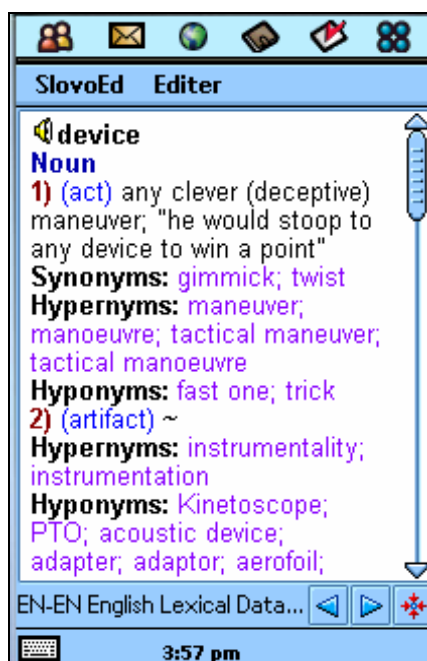 SlovoEd Editer
device
Noun
1) (act) any clever (deceptive)
maneuver; "he would stoop to
any device to win a point"
Synonyms: gimmick; twist
Hypernyms: maneuver;
manoeuvre; tactical maneuver;
tactical manoeuvre
Hyponyms: fast one; trick
2) (artifact) ~
Hypernyms: instrumentality;
instrumentation
Hyponyms: Kinetoscope;
PTO; acoustic device;
adapter; adaptor; aerofoil;
EN-EN English Lexical Data...
3:57 pm